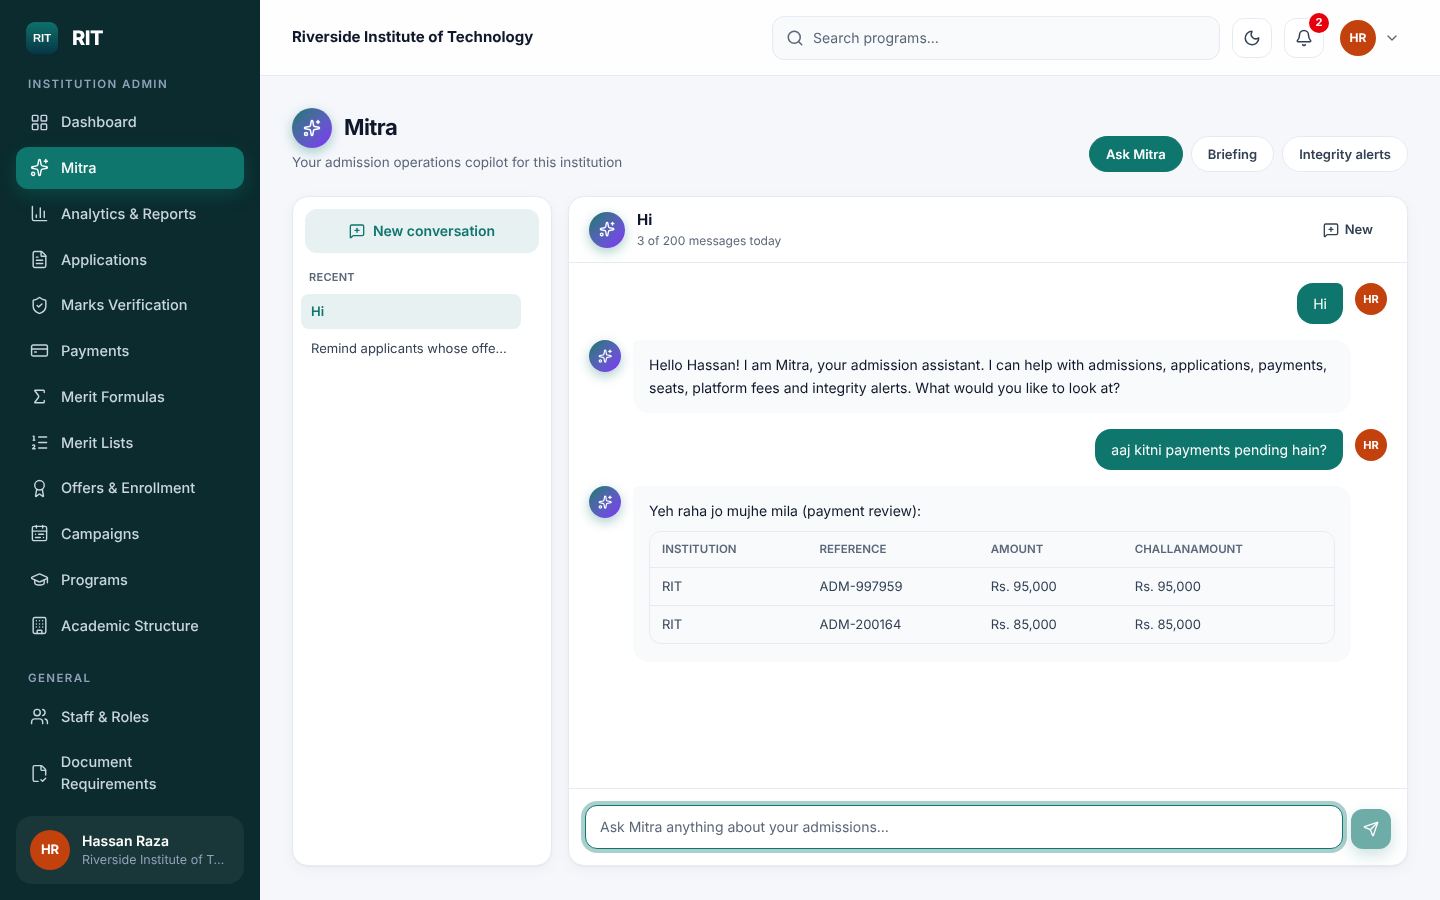 RIT
RIT
INSTITUTION ADMIN
Dashboard
Mitra
Analytics & Reports
Applications
Marks Verification
Payments
Merit Formulas
Merit Lists
Offers & Enrollment
Campaigns
Programs
Academic Structure
GENERAL
Staff & Roles
Document
Requirements
HR
Hassan Raza
Riverside Institute of T...
Riverside Institute of Technology
Search programs...
2
HR
Mitra
Your admission operations copilot for this institution
Ask Mitra
Briefing
Integrity alerts
New conversation
RECENT
Hi
Remind applicants whose offe...
Hi
3 of 200 messages today
New
Hi
HR
Hello Hassan! I am Mitra, your admission assistant. I can help with admissions, applications, payments,
seats, platform fees and integrity alerts. What would you like to look at?
aaj kitni payments pending hain?
HR
Yeh raha jo mujhe mila (payment review):
INSTITUTION REFERENCE AMOUNT CHALLANAMOUNT
RIT ADM-997959 Rs. 95,000 Rs. 95,000
RIT ADM-200164 Rs. 85,000 Rs. 85,000
Ask Mitra anything about your admissions...